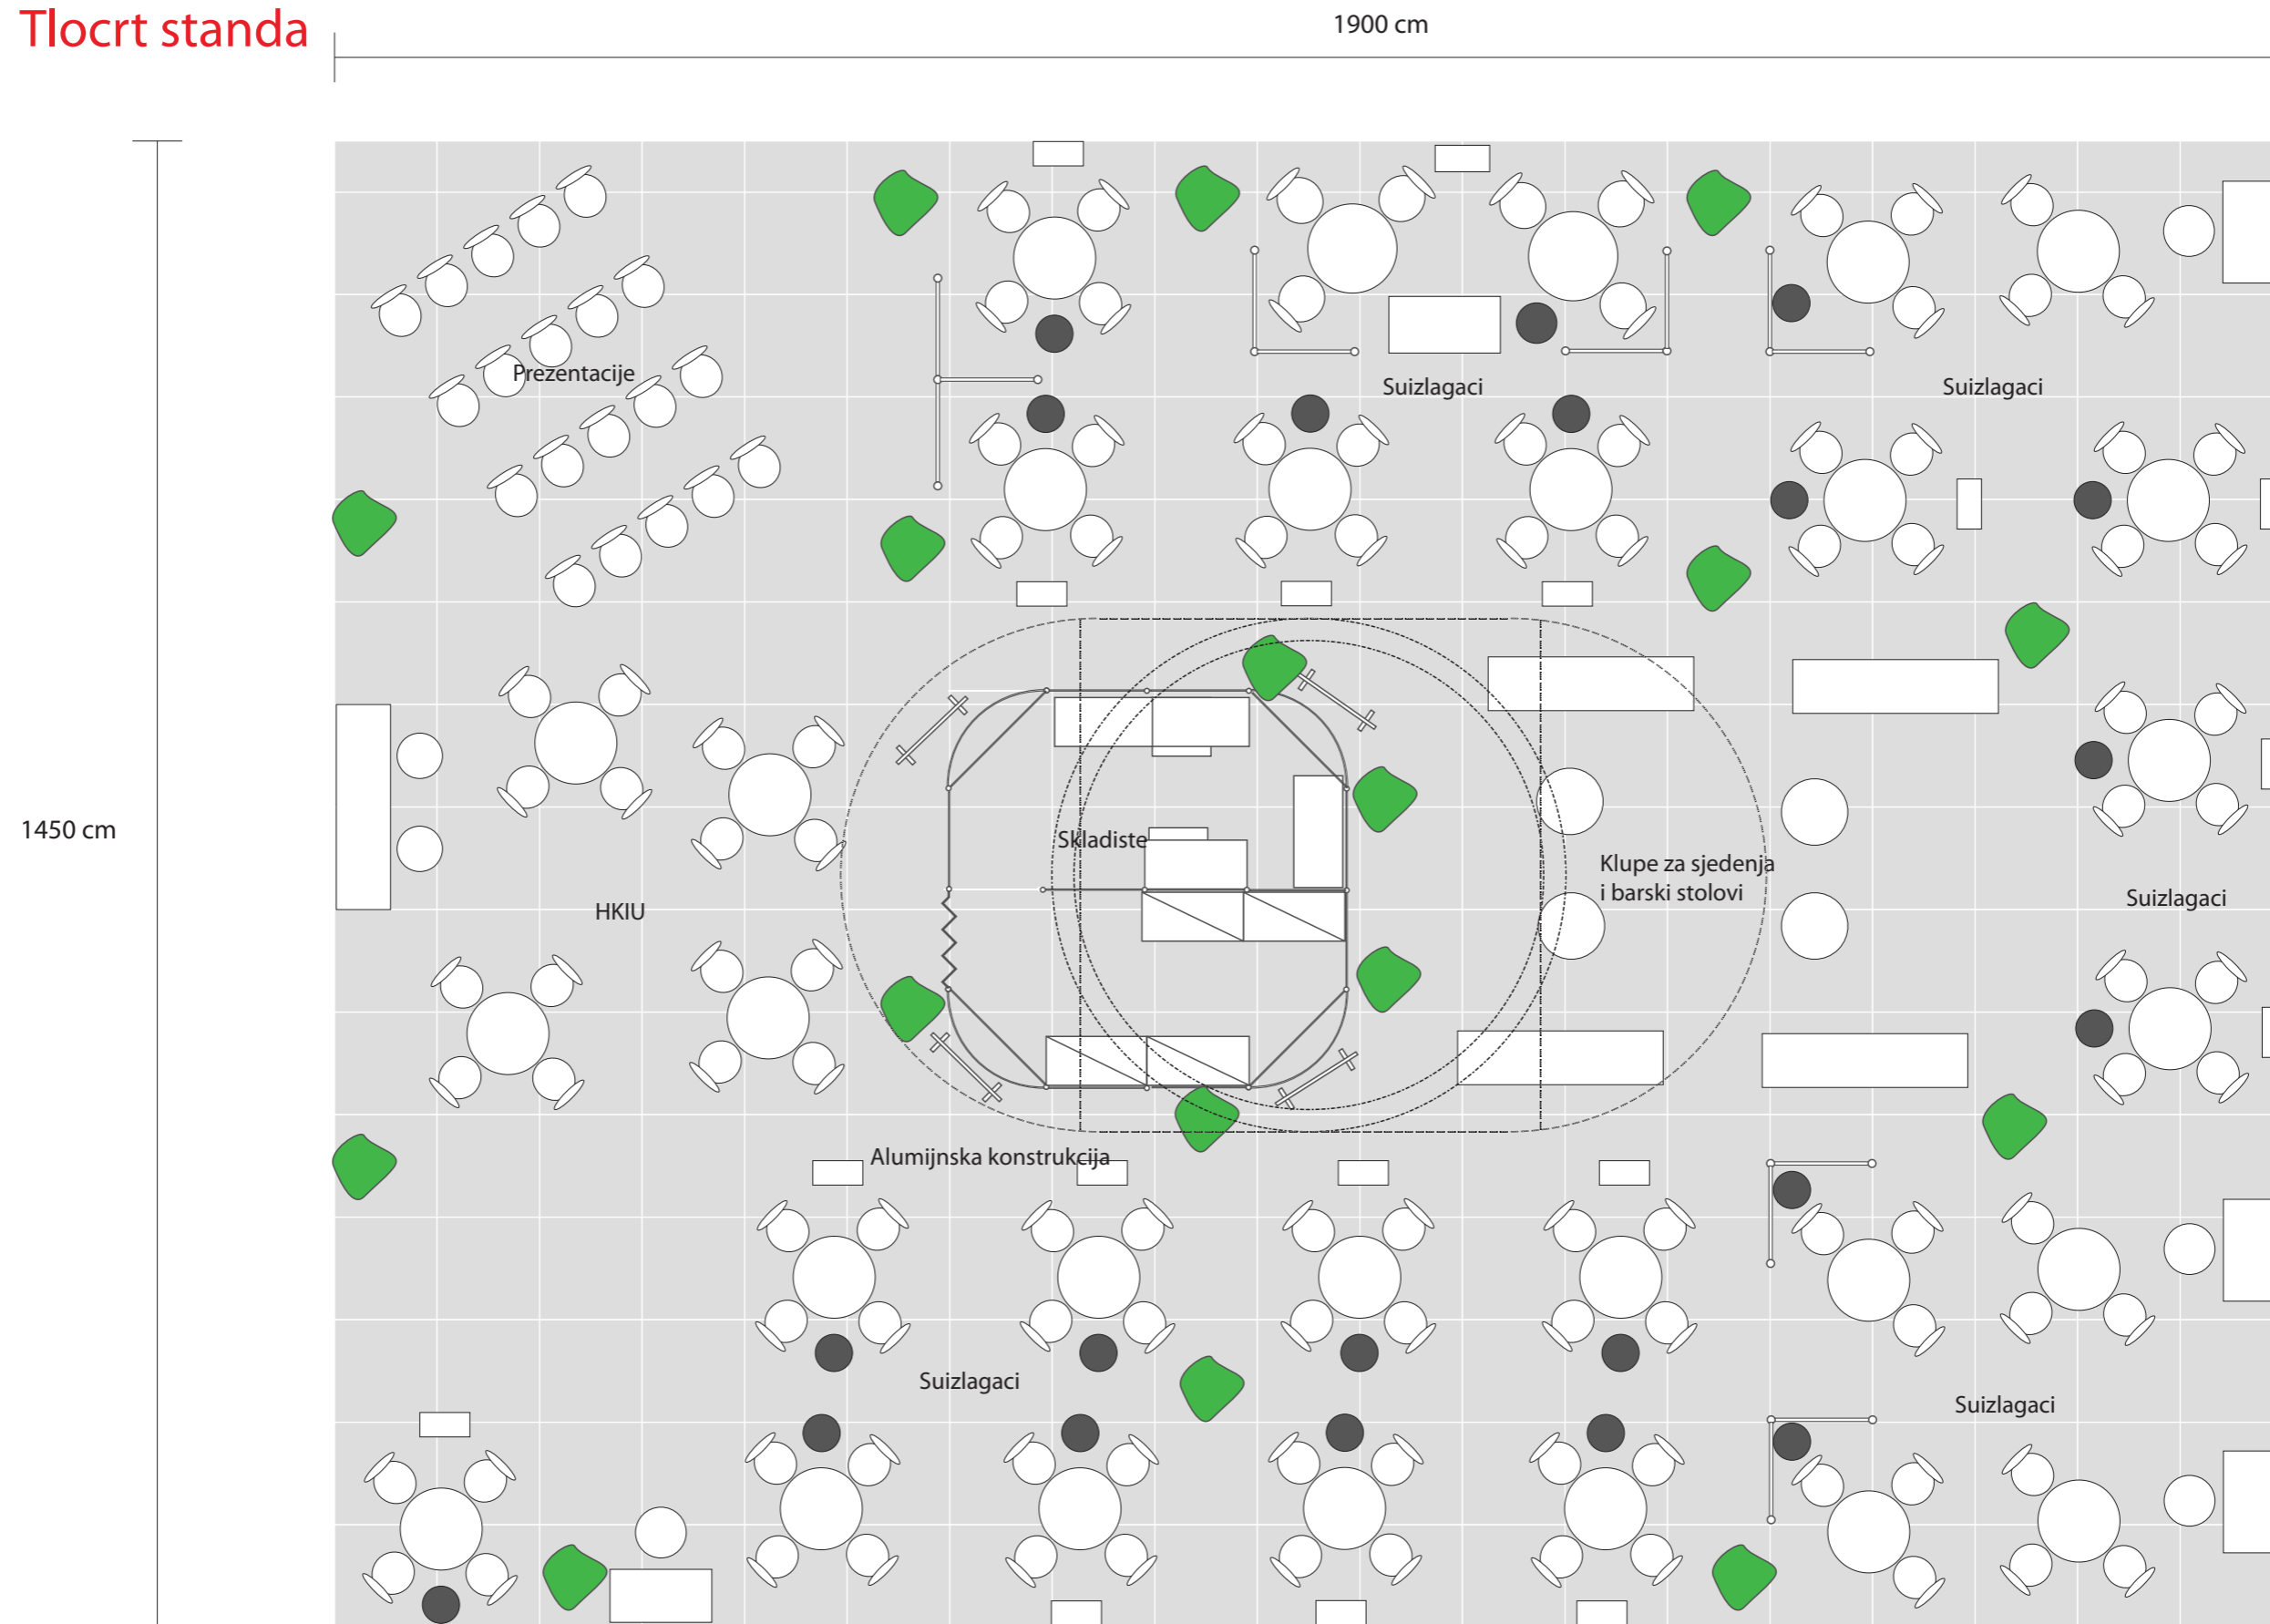 Tlocrt standa
1900 cm
Prezentacije
Suizlagaci
Suizlagaci
1450 cm
Skladiste
Klupe za sjedenja
i barski stolovi
Suizlagaci
HKIU
Alumijnska konstrukcija
Suizlagaci
Suizlagaci